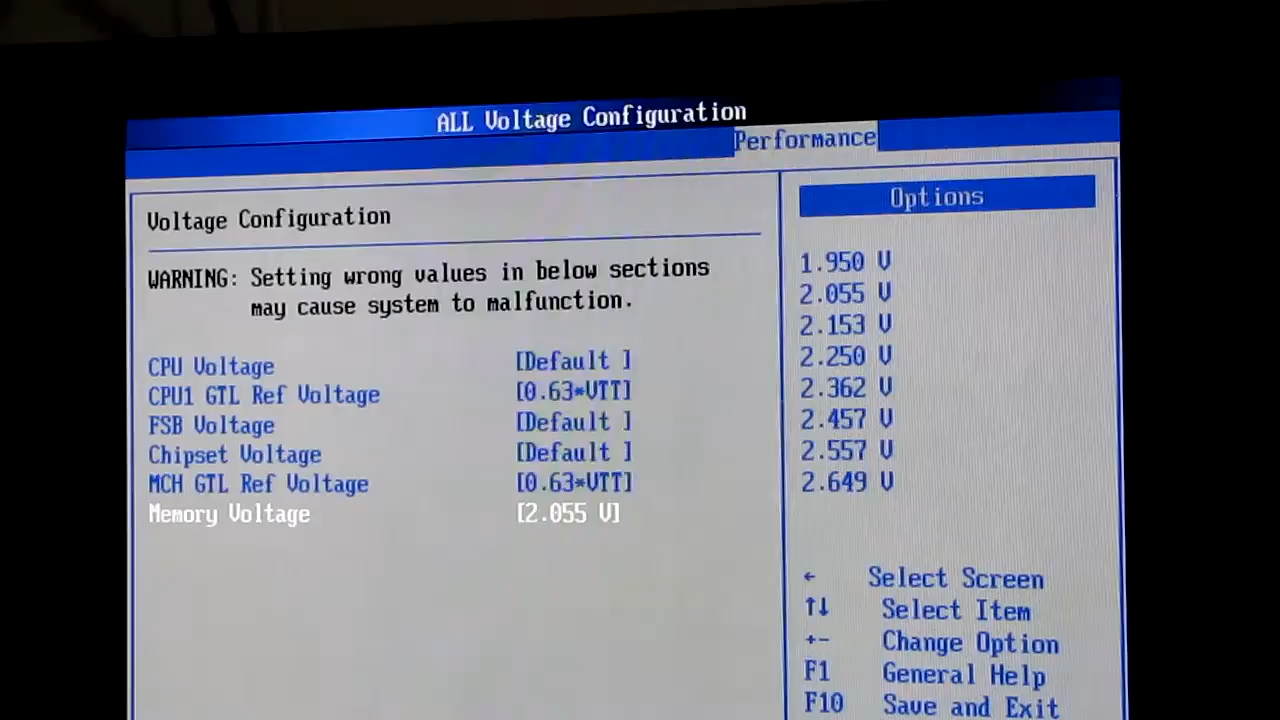 ALL Voltage Configuration
Performance
Voltage Configuration
WARNING: Setting wrong values in below sections
may cause system to malfunction.
CPU Voltage [Default ]
CPU1 GTL Ref Voltage [0.63*VTT]
FSB Voltage [Default ]
Chipset Voltage [Default ]
MCH GTL Ref Voltage [0.63*VTT]
Memory Voltage [2.055 V]
Options
1.950 V
2.055 V
2.153 V
2.250 V
2.362 V
2.457 V
2.557 V
2.649 V
← Select Screen
↑↓ Select Item
+- Change Option
F1 General Help
F10 Save and Exit